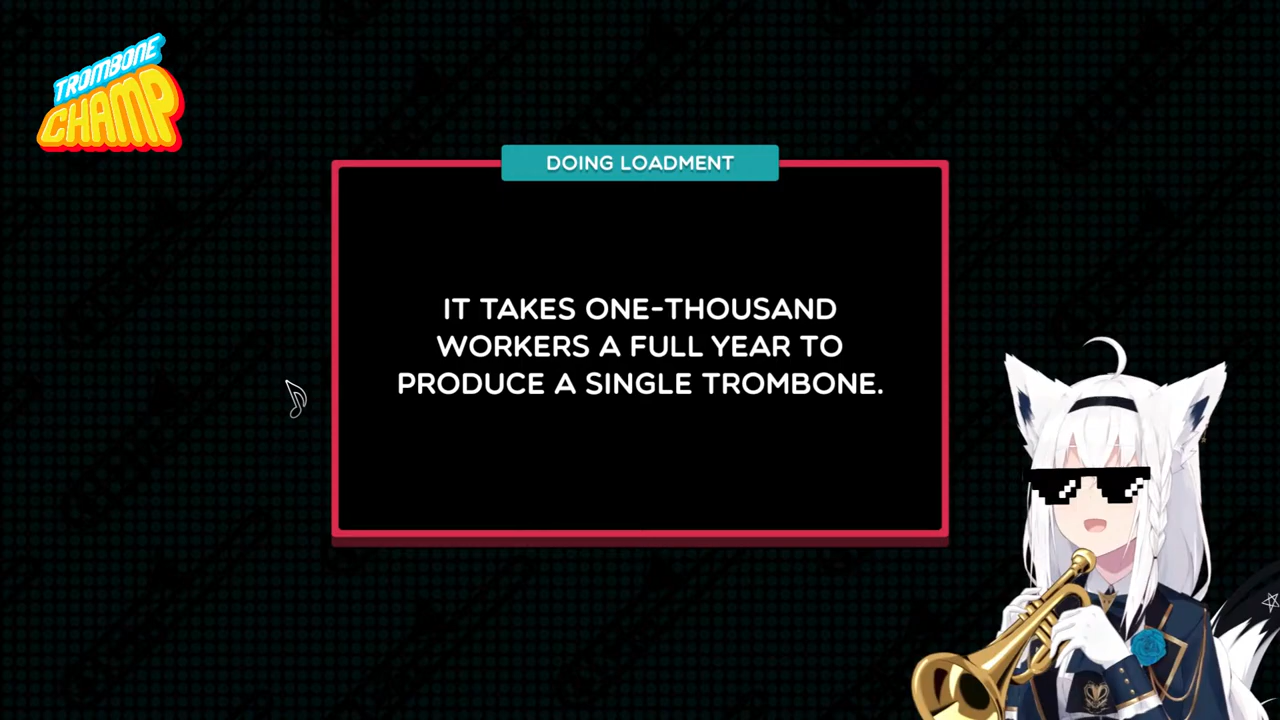 TROMBONE
CHAMP
DOING LOADMENT
IT TAKES ONE-THOUSAND
WORKERS A FULL YEAR TO
PRODUCE A SINGLE TROMBONE.